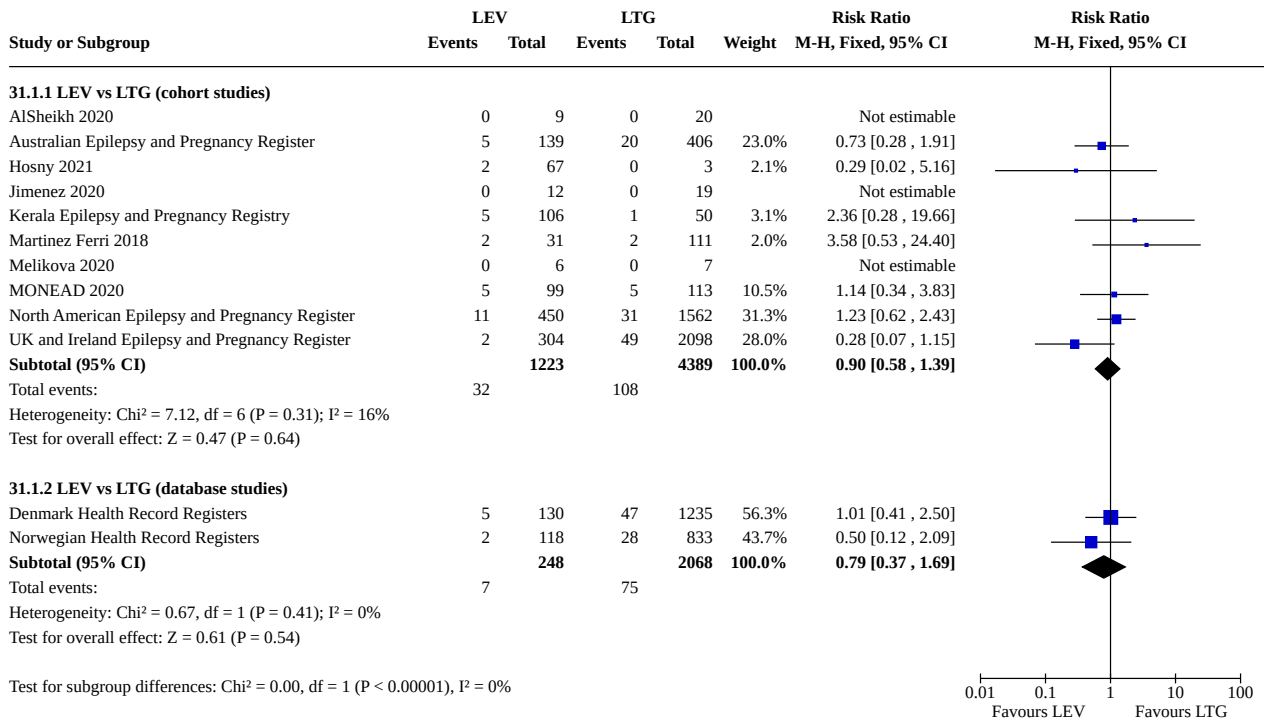 LEV LTG Risk Ratio Risk Ratio
Study or Subgroup Events Total Events Total Weight M-H, Fixed, 95% CI M-H, Fixed, 95% CI
31.1.1 LEV vs LTG (cohort studies)
AlSheikh 2020 0 9 0 20 Not estimable
Australian Epilepsy and Pregnancy Register 5 139 20 406 23.0% 0.73 [0.28 , 1.91]
Hosny 2021 2 67 0 3 2.1% 0.29 [0.02 , 5.16]
Jimenez 2020 0 12 0 19 Not estimable
Kerala Epilepsy and Pregnancy Registry 5 106 1 50 3.1% 2.36 [0.28 , 19.66]
Martinez Ferri 2018 2 31 2 111 2.0% 3.58 [0.53 , 24.40]
Melikova 2020 0 6 0 7 Not estimable
MONEAD 2020 5 99 5 113 10.5% 1.14 [0.34 , 3.83]
North American Epilepsy and Pregnancy Register 11 450 31 1562 31.3% 1.23 [0.62 , 2.43]
UK and Ireland Epilepsy and Pregnancy Register 2 304 49 2098 28.0% 0.28 [0.07 , 1.15]
Subtotal (95% CI) 1223 4389 100.0% 0.90 [0.58 , 1.39]
Total events: 32 108
Heterogeneity: Chi² = 7.12, df = 6 (P = 0.31); I² = 16%
Test for overall effect: Z = 0.47 (P = 0.64)
31.1.2 LEV vs LTG (database studies)
Denmark Health Record Registers 5 130 47 1235 56.3% 1.01 [0.41 , 2.50]
Norwegian Health Record Registers 2 118 28 833 43.7% 0.50 [0.12 , 2.09]
Subtotal (95% CI) 248 2068 100.0% 0.79 [0.37 , 1.69]
Total events: 7 75
Heterogeneity: Chi² = 0.67, df = 1 (P = 0.41); I² = 0%
Test for overall effect: Z = 0.61 (P = 0.54)
Test for subgroup differences: Chi² = 0.00, df = 1 (P < 0.00001), I² = 0%
0.01 0.1 1 10 100
Favours LEV Favours LTG